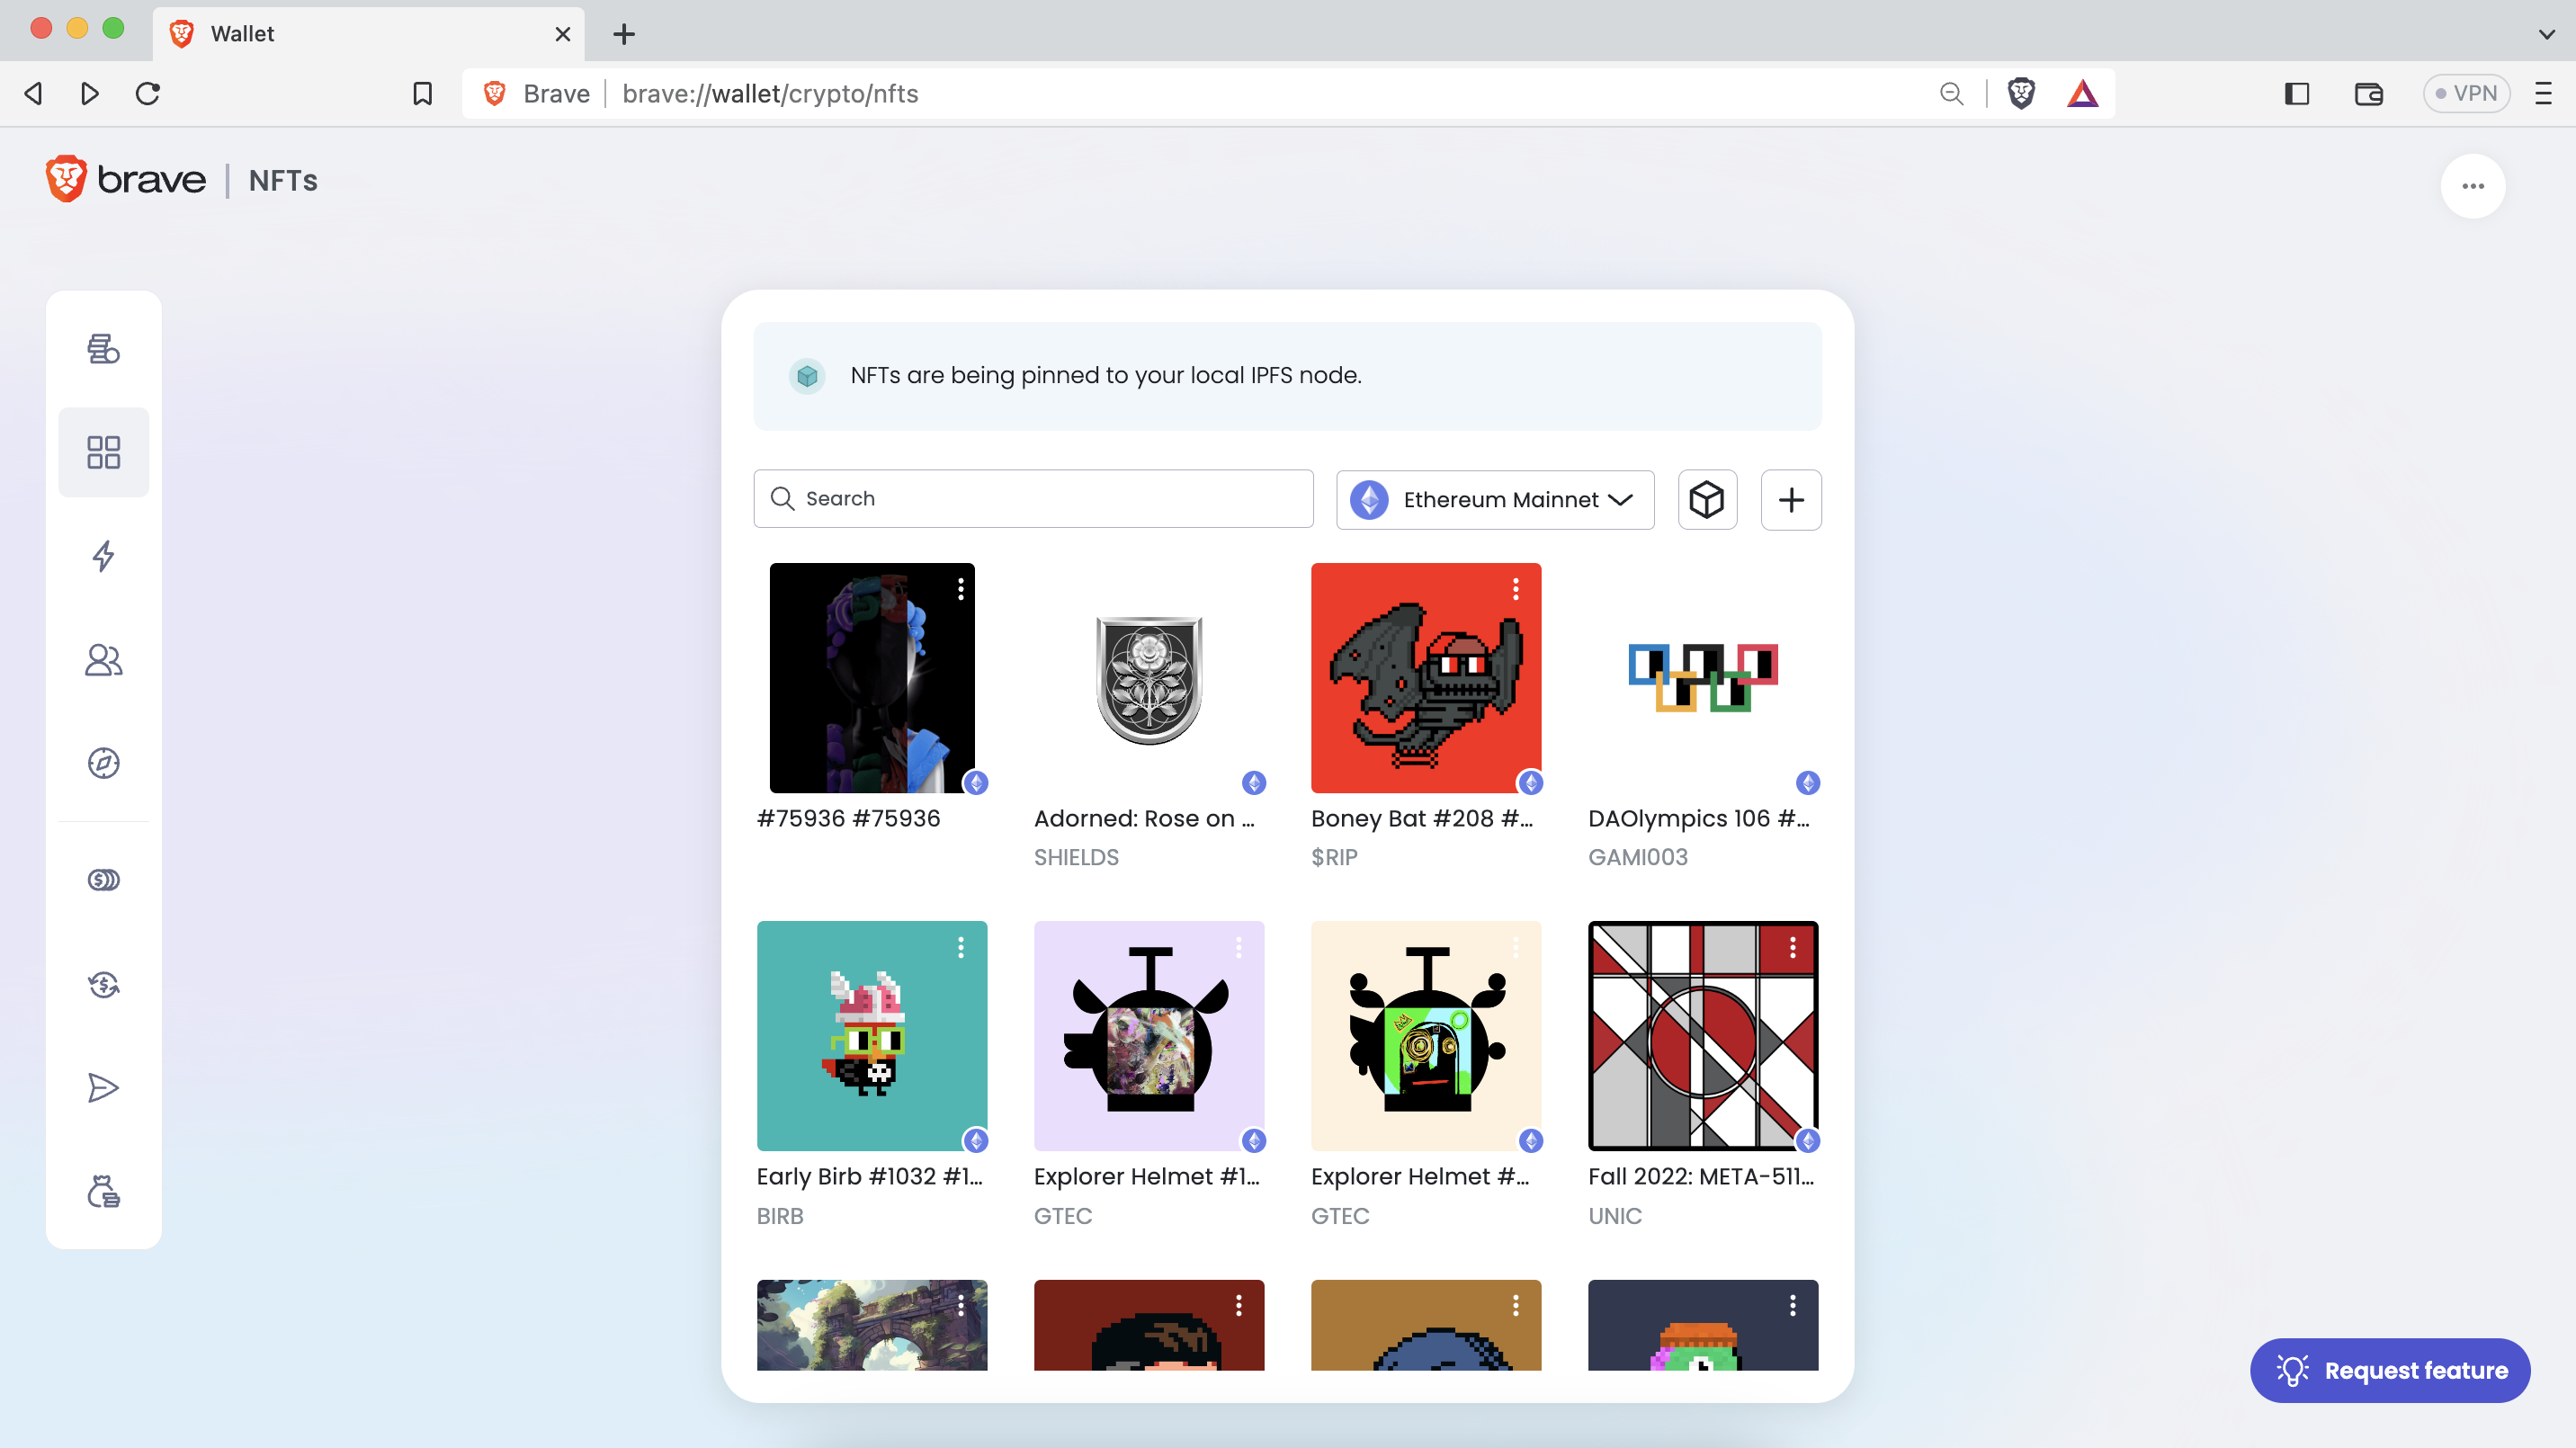 Wallet
Brave brave://wallet/crypto/nfts
VPN
brave NFTs
NFTs are being pinned to your local IPFS node.
Search
Ethereum Mainnet
#75936 #75936
Adorned: Rose on ...
Boney Bat #208 #...
DAOlympics 106 #...
SHIELDS
$RIP
GAMI003
Early Birb #1032 #1...
Explorer Helmet #1...
Explorer Helmet #...
Fall 2022: META-511...
BIRB
GTEC
GTEC
UNIC
Request feature